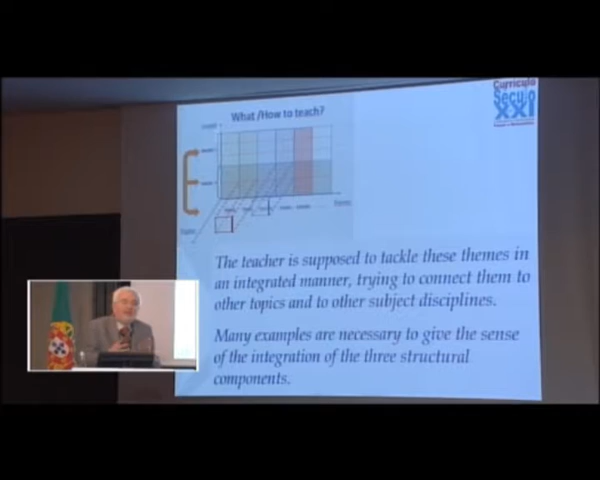 Currículo
Século
XXI
What /How to teach?
The teacher is supposed to tackle these themes in
an integrated manner, trying to connect them to
other topics and to other subject disciplines.
Many examples are necessary to give the sense
of the integration of the three structural
components.